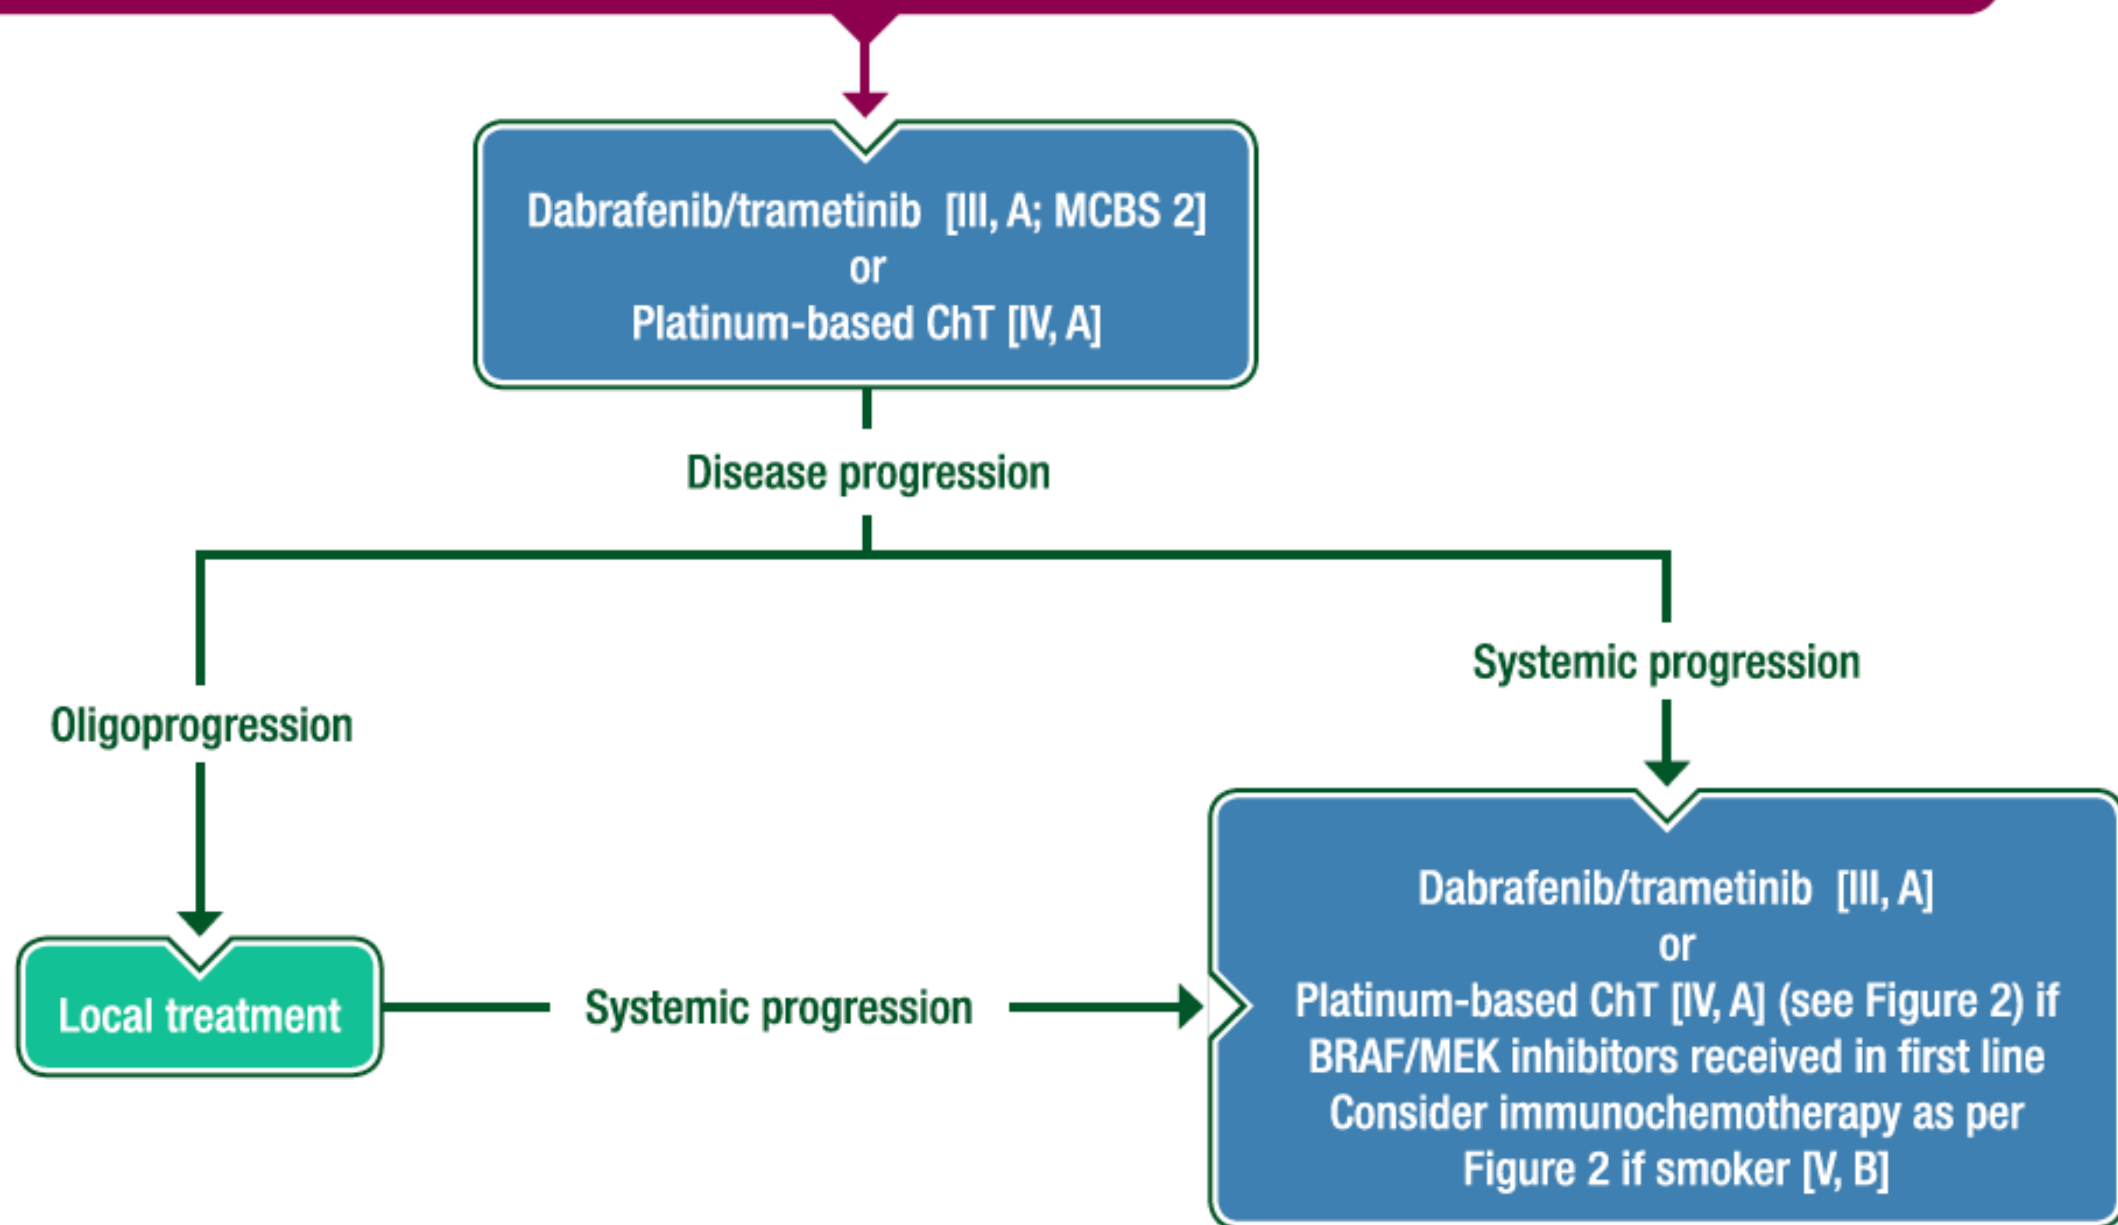 Dabrafenib/trametinib [III, A; MCBS 2]
or
Platinum-based ChT [IV, A]
Disease progression
Systemic progression
Oligoprogression
Local treatment
Systemic progression
Dabrafenib/trametinib [III, A]
or
Platinum-based ChT [IV, A] (see Figure 2) if
BRAF/MEK inhibitors received in first line
Consider immunochemotherapy as per
Figure 2 if smoker [V, B]